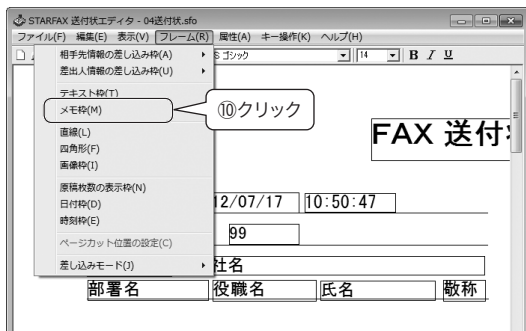 STARFAX 送付状エディタ - 04送付状.sfo
ファイル(F) 編集(E) 表示(V) フレーム(R) 属性(A) キー操作(K) ヘルプ(H)
相手先情報の差し込み枠(A)
差出人情報の差し込み枠(U)
S ゴシック 14 B I U
テキスト枠(T)
メモ枠(M)
⑩クリック
直線(L)
四角形(F)
画像枠(I)
FAX 送付
原稿枚数の表示枠(N)
日付枠(D)
時刻枠(E)
12/07/17 10:50:47
ページカット位置の設定(C)
99
差し込みモード(J)
社名
部署名 役職名 氏名 敬称